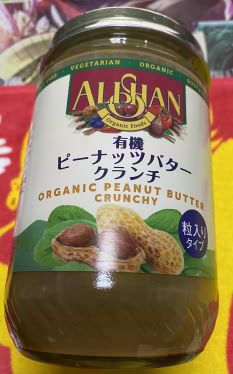 VEGETARIAN · ORGANIC
ALISHAN
Organic Foods
有機
ピーナッツバター
クランチ
ORGANIC PEANUT BUTTER
CRUNCHY
粒入り
タイプ